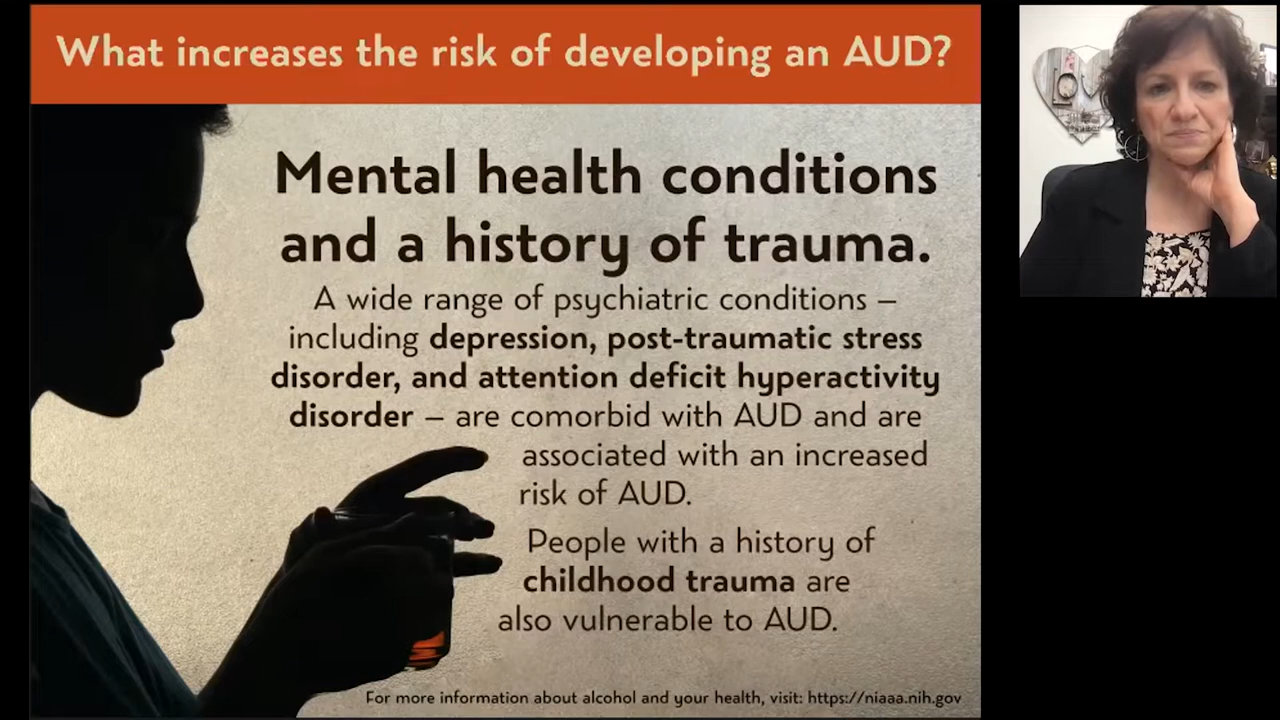 What increases the risk of developing an AUD?
Mental health conditions
and a history of trauma.
A wide range of psychiatric conditions –
including depression, post-traumatic stress
disorder, and attention deficit hyperactivity
disorder – are comorbid with AUD and are
associated with an increased
risk of AUD.
People with a history of
childhood trauma are
also vulnerable to AUD.
For more information about alcohol and your health, visit: https://niaaa.nih.gov